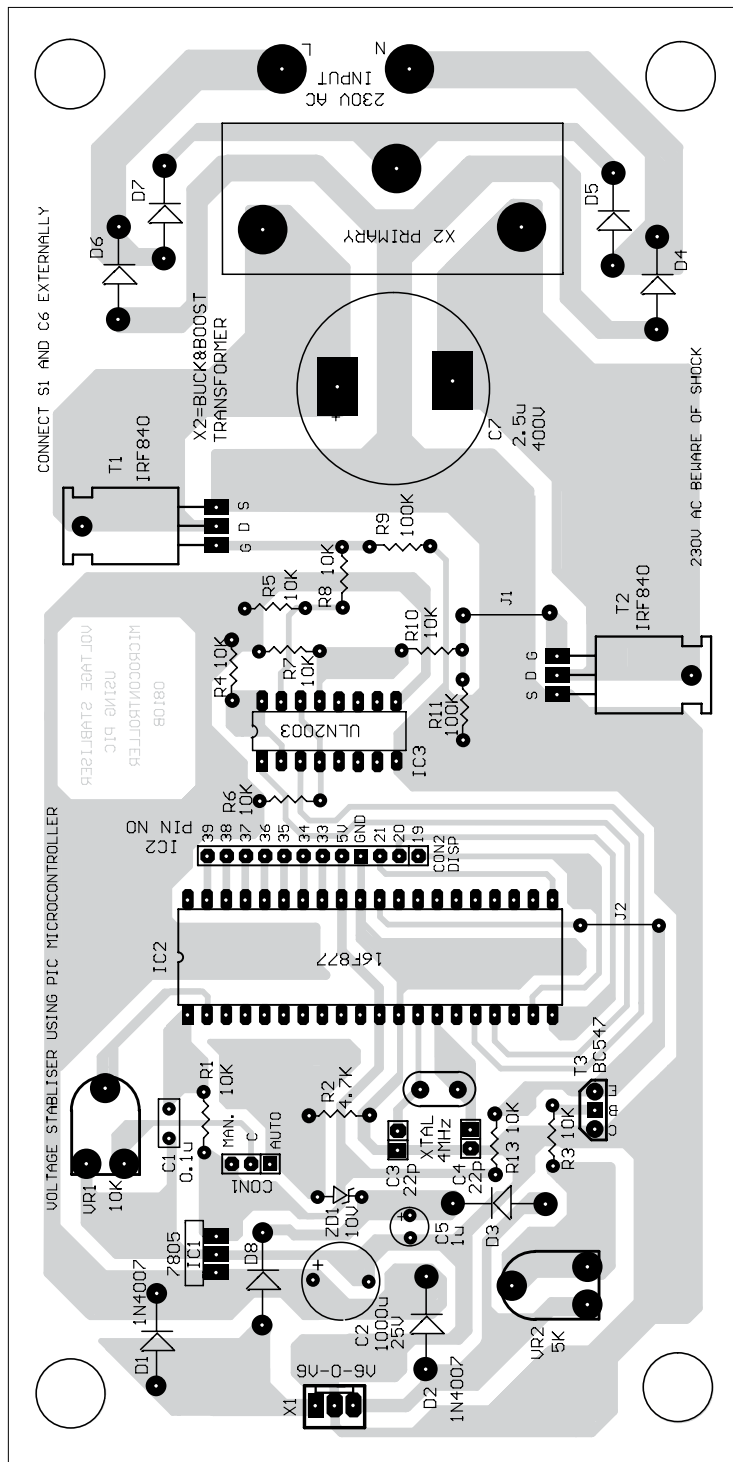 L
N
230V AC
INPUT
D7
D5
D6
D4
X2 PRIMARY
CONNECT S1 AND C6 EXTERNALLY
X2=BUCK&BOOST
TRANSFORMER
+
C7
2.5u
400V
230V AC BEWARE OF SHOCK
T1
IRF840
S
D
G
R9
100K
R8 10K
R5
10K
R10
10K
J1
T2
IRF840
G
D
S
R4 10K
R7
10K
R11
100K
08108
MICROCONTROLLER
USING PIC
VOLTAGE STABLISER
ULN2003
IC3
R6
10K
IC2
PIN NO
39
38
37
36
35
34
33
5V
GND
21
20
19
CON2
DISP
VOLTAGE STABLISER USING PIC MICROCONTROLLER
IC2
16F877
J2
T3
BC547
E
B
C
R1
10K
R2
4.7K
XTAL
4MHz
C3
22p
C4
22p
R13 10K
R3 10K
VR1
10K
C1
0.1u
MAN.
C
AUTO
CON1
ZD1
10V
+
C5
1u
D3
7805
IC1
D8
+
C2
1000u
25V
D1
1N4007
D2
1N4007
VR2
5K
X1
9V-0-9V